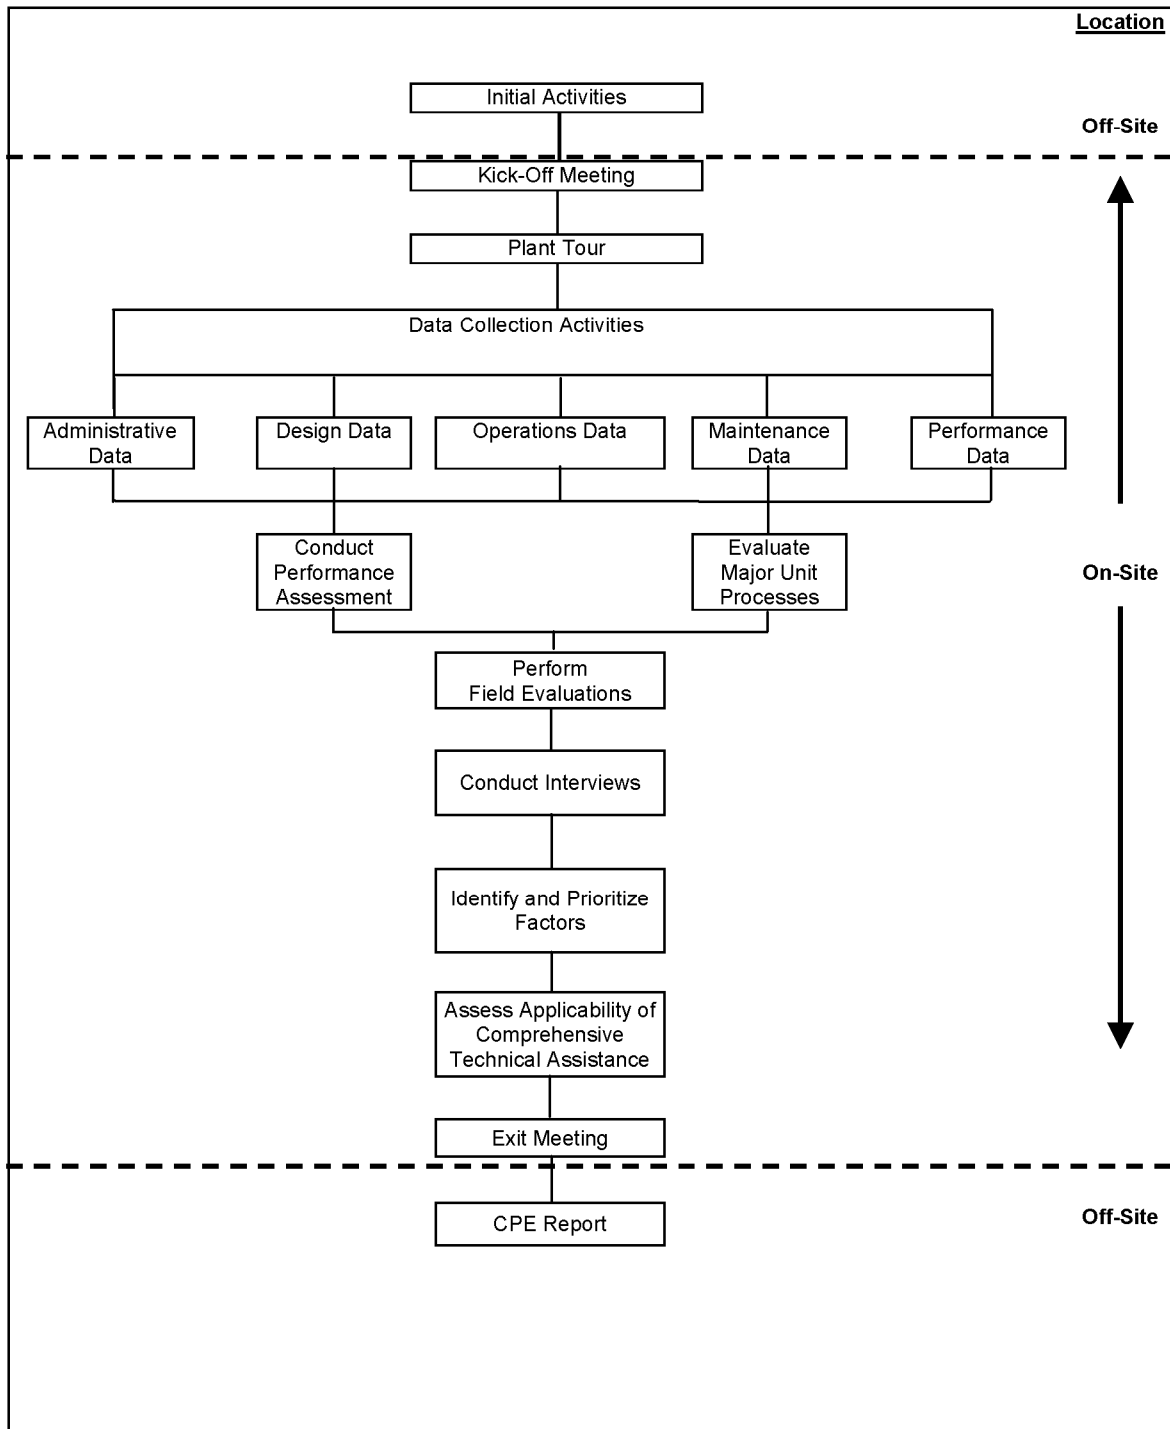 Location
Initial Activities
Off-Site
Kick-Off Meeting
Plant Tour
Data Collection Activities
Administrative
Data
Design Data
Operations Data
Maintenance
Data
Performance
Data
Conduct
Performance
Assessment
Evaluate
Major Unit
Processes
On-Site
Perform
Field Evaluations
Conduct Interviews
Identify and Prioritize
Factors
Assess Applicability of
Comprehensive
Technical Assistance
Exit Meeting
CPE Report
Off-Site